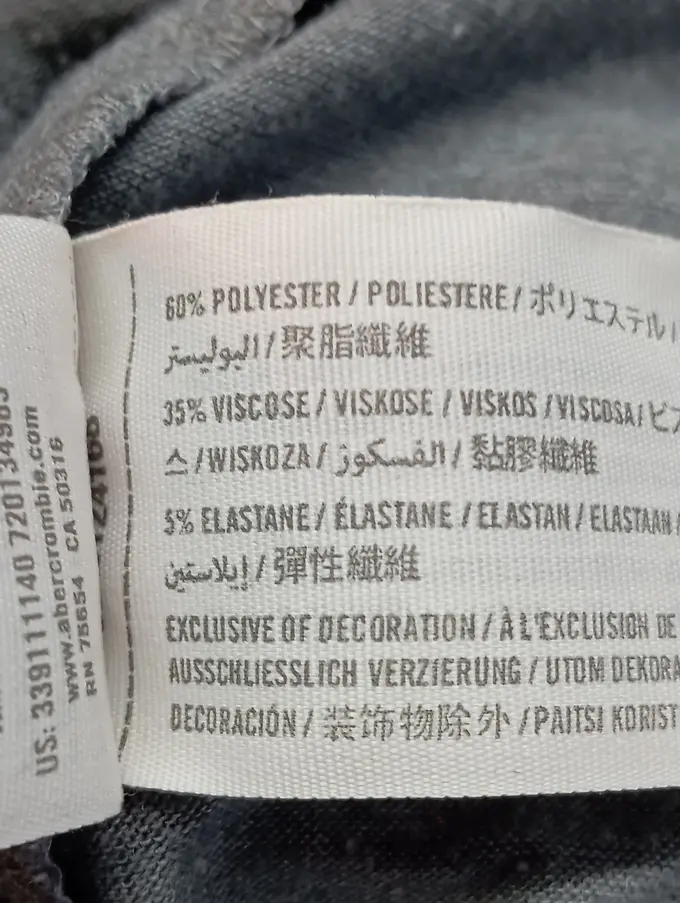 60% POLYESTER / POLIESTERE / ポリエステル /
البوليستر / 聚脂纖維
35% VISCOSE / VISKOSE / VISKOS / VISCOSA / ビス
스 / WISKOZA / الفسكوز / 黏膠纖維
5% ELASTANE / ÉLASTANE / ELASTAN / ELASTAAN /
إيلاستين / 彈性纖維
EXCLUSIVE OF DECORATION / À L'EXCLUSION DE
AUSSCHLIESSLICH VERZIERUNG / UTOM DEKORA
DECORACIÓN / 装饰物除外 / PAITSI KORIST
US: 339111140 720134985
www.abercrombie.com
RN 75654 CA 50316